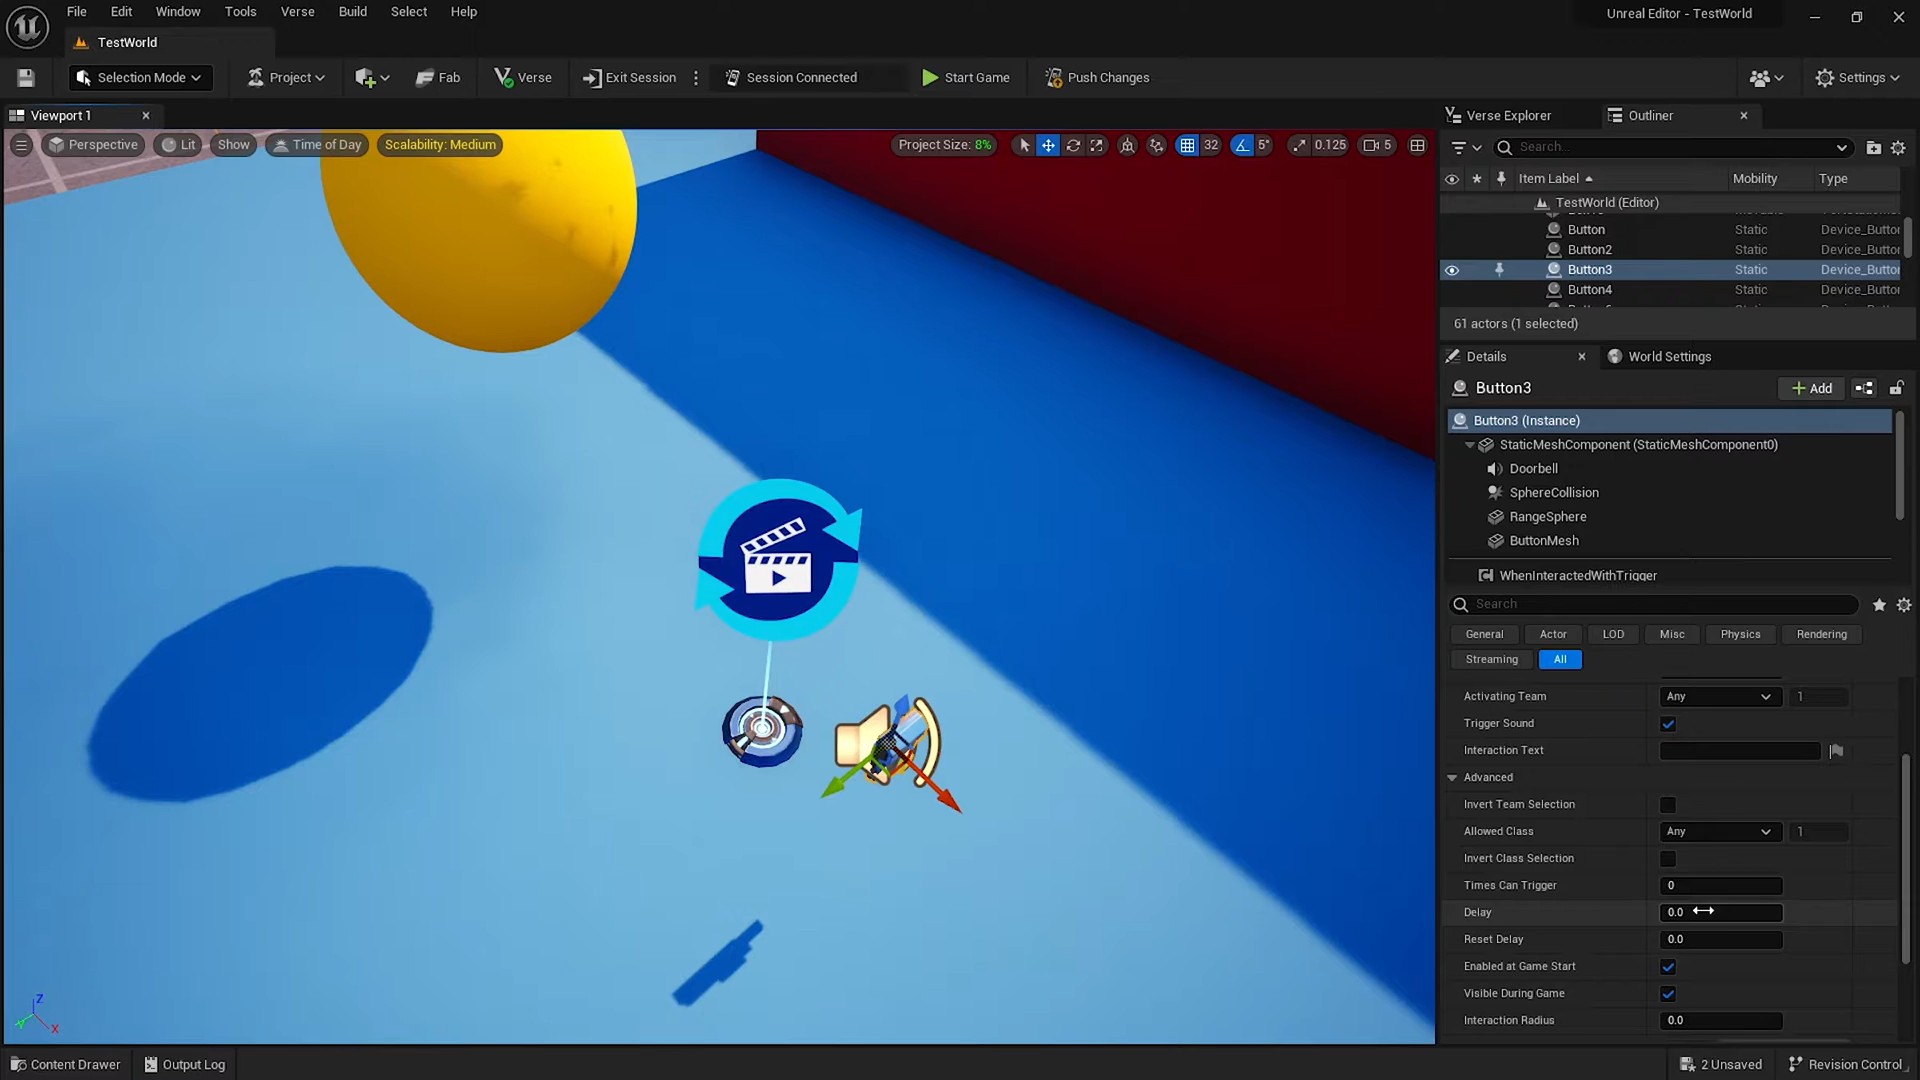 File Edit Window Tools Verse Build Select Help
Unreal Editor - TestWorld
TestWorld
Selection Mode Project Fab Verse Exit Session Session Connected Start Game Push Changes Settings
Viewport 1
Perspective Lit Show Time of Day Scalability: Medium Project Size: 8% 32 5° 0.125 5
Verse Explorer Outliner
Search...
Item Label Mobility Type
TestWorld (Editor)
Button Static Device_Button
Button2 Static Device_Button
Button3 Static Device_Button
Button4 Static Device_Button
61 actors (1 selected)
Details World Settings
Button3 Add
Button3 (Instance)
StaticMeshComponent (StaticMeshComponent0)
Doorbell
SphereCollision
RangeSphere
ButtonMesh
WhenInteractedWithTrigger
Search
General Actor LOD Misc Physics Rendering
Streaming All
Activating Team Any 1
Trigger Sound
Interaction Text
Advanced
Invert Team Selection
Allowed Class Any 1
Invert Class Selection
Times Can Trigger 0
Delay 0.0
Reset Delay 0.0
Enabled at Game Start
Visible During Game
Interaction Radius 0.0
Z
Y X
Content Drawer Output Log 2 Unsaved Revision Control